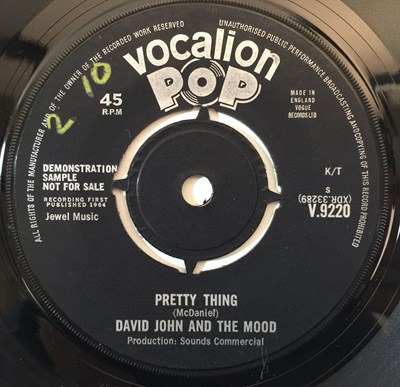 ALL RIGHTS OF THE MANUFACTURER AND OF THE OWNER OF THE RECORDED WORK RESERVED
UNAUTHORISED PUBLIC PERFORMANCE BROADCASTING AND COPYING OF THIS RECORD PROHIBITED
vocalion
POP
2 10
45
R.P.M
MADE IN
ENGLAND
VOGUE
RECORDS LTD
DEMONSTRATION
SAMPLE
NOT FOR SALE
RECORDING FIRST
PUBLISHED 1964
Jewel Music
K/T
S
(XDR.33289)
V.9220
PRETTY THING
(McDaniel)
DAVID JOHN AND THE MOOD
Production: Sounds Commercial